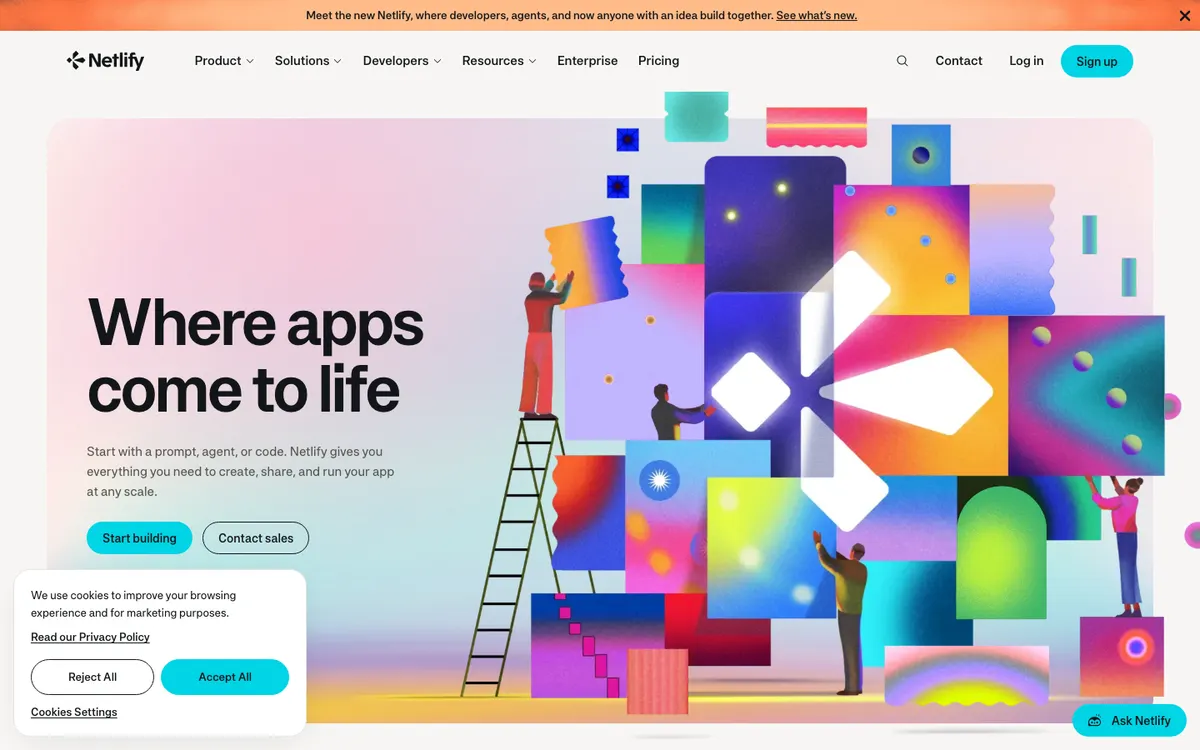 Meet the new Netlify, where developers, agents, and now anyone with an idea build together. See what's new.
Netlify
Product
Solutions
Developers
Resources
Enterprise
Pricing
Contact
Log in
Sign up
Where apps
come to life
Start with a prompt, agent, or code. Netlify gives you
everything you need to create, share, and run your app
at any scale.
Start building
Contact sales
We use cookies to improve your browsing
experience and for marketing purposes.
Read our Privacy Policy
Reject All
Accept All
Cookies Settings
Ask Netlify